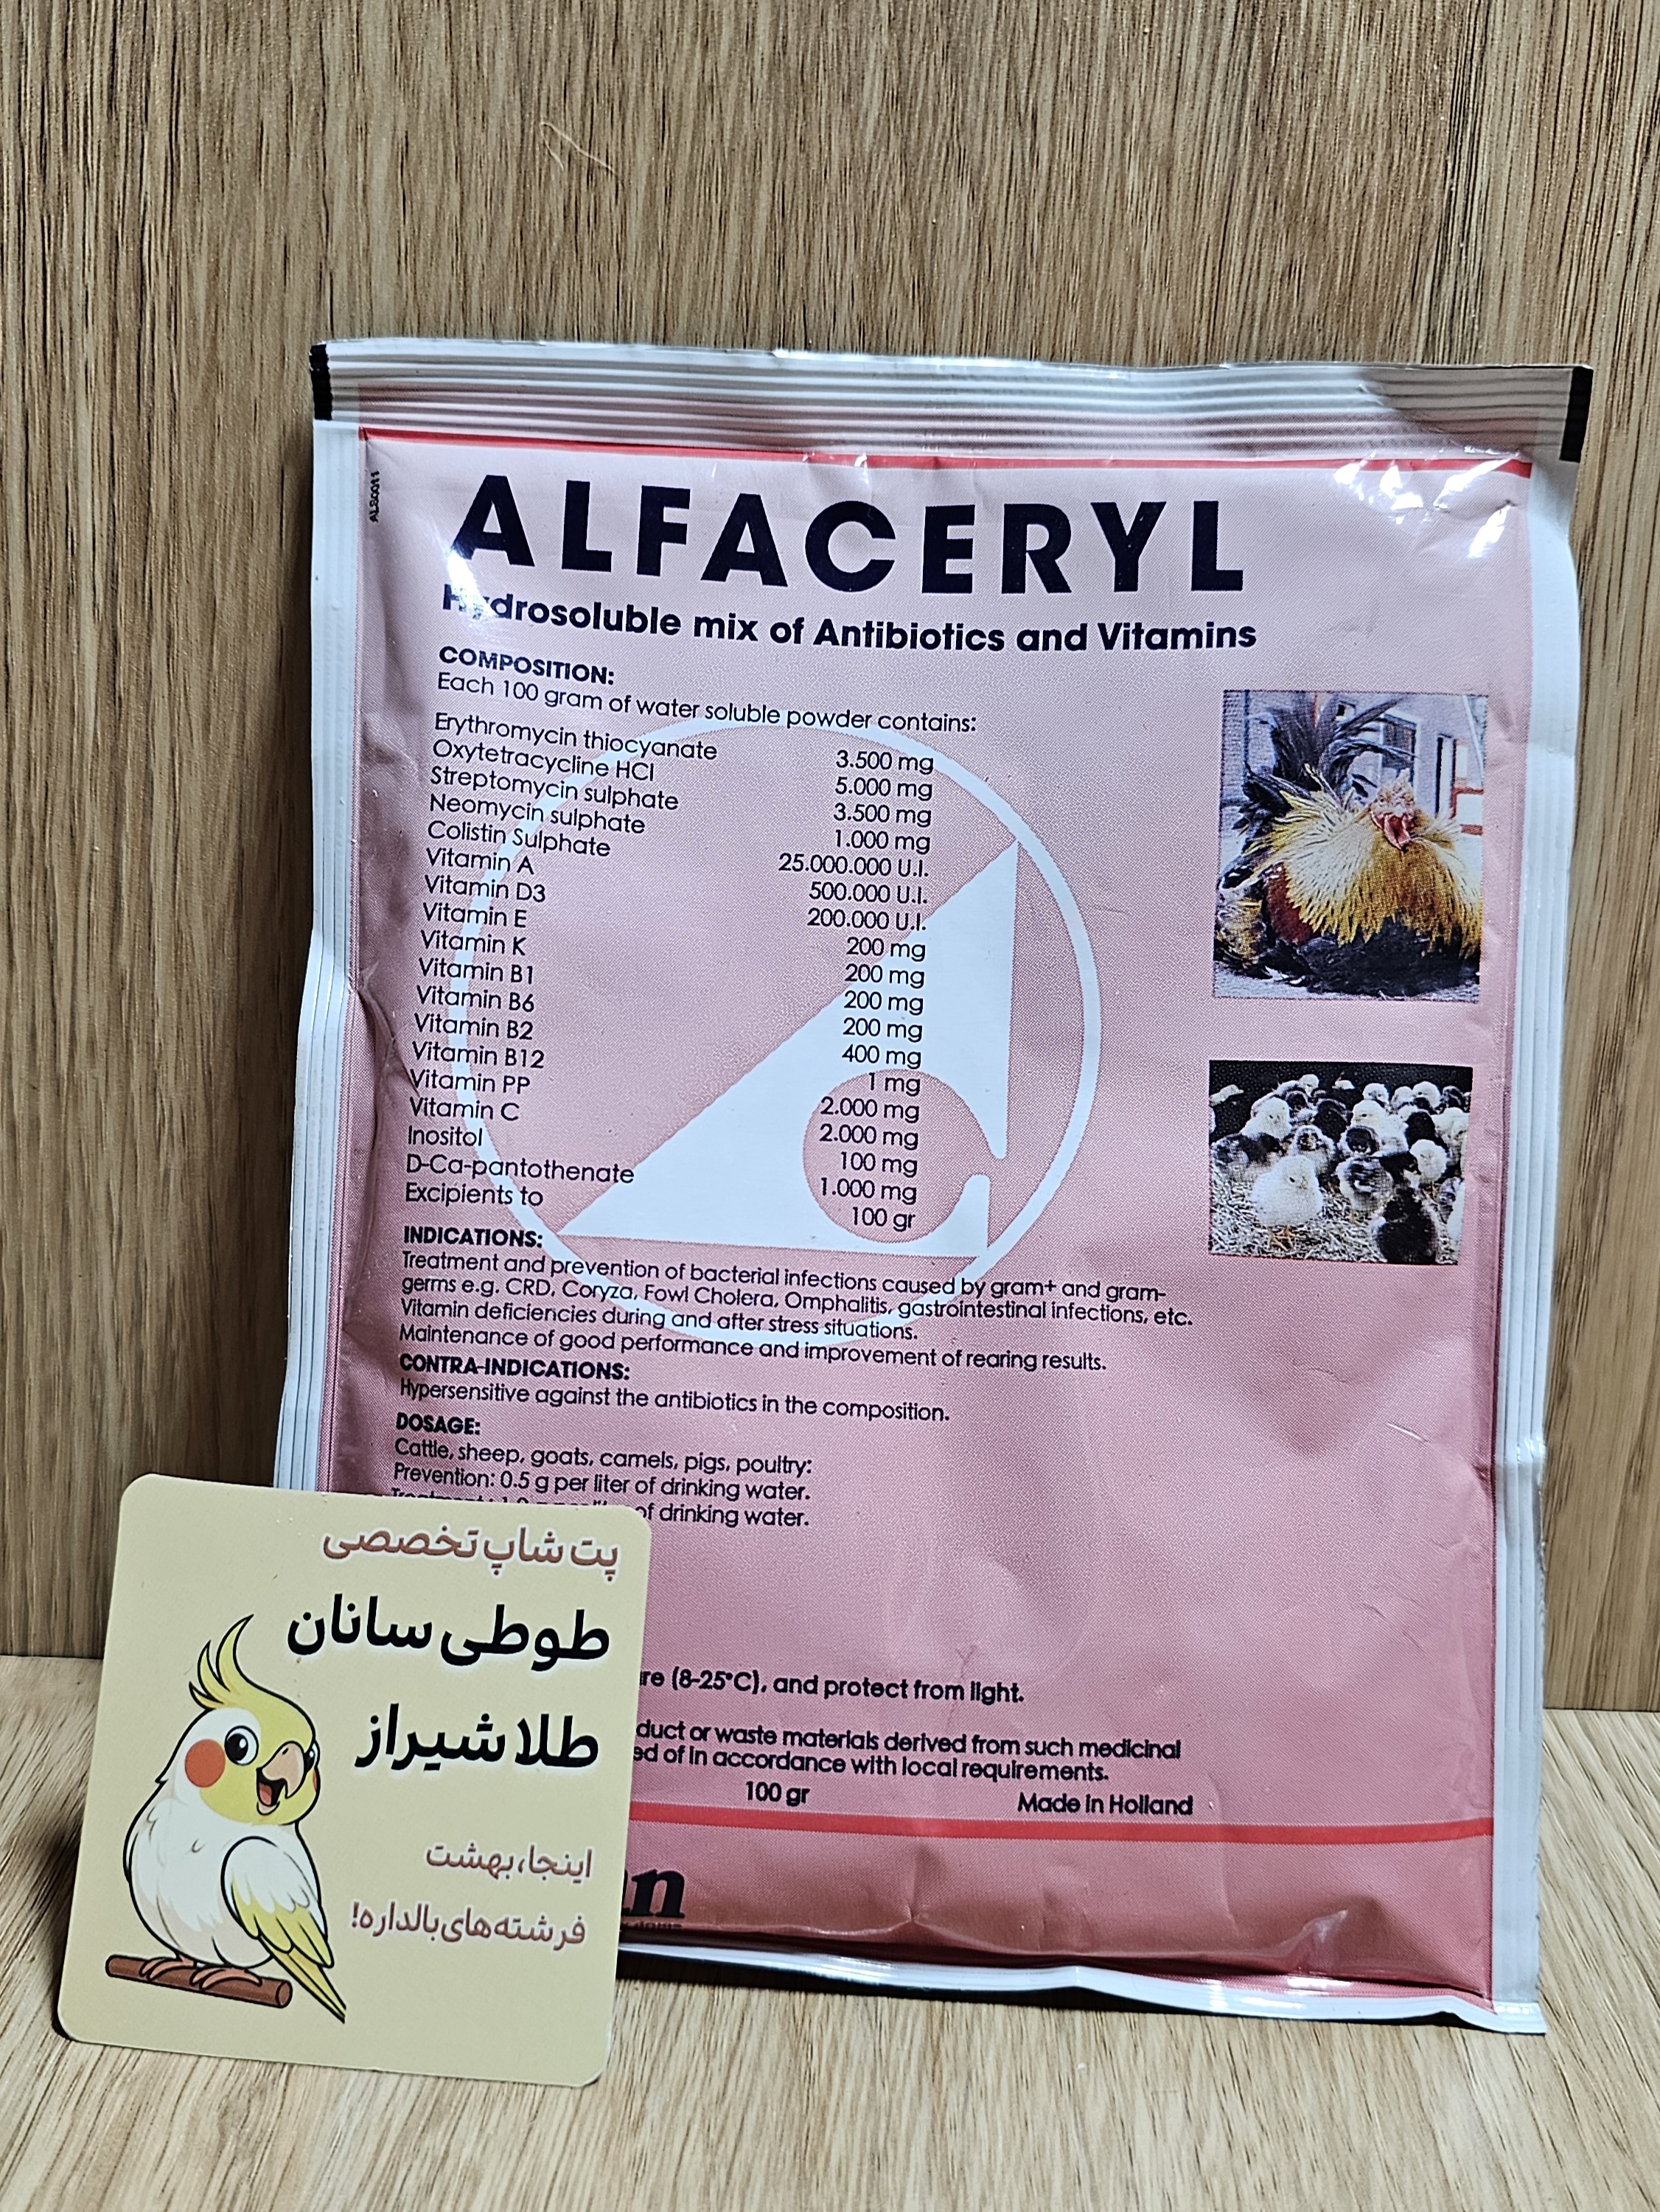 ALS0011
ALFACERYL
Hydrosoluble mix of Antibiotics and Vitamins
COMPOSITION:
Each 100 gram of water soluble powder contains:
Erythromycin thiocyanate 3.500 mg
Oxytetracycline HCl 5.000 mg
Streptomycin sulphate 3.500 mg
Neomycin sulphate 1.000 mg
Colistin Sulphate 25.000.000 U.I.
Vitamin A 500.000 U.I.
Vitamin D3 200.000 U.I.
Vitamin E 200 mg
Vitamin K 200 mg
Vitamin B1 200 mg
Vitamin B6 200 mg
Vitamin B2 400 mg
Vitamin B12 1 mg
Vitamin PP 2.000 mg
Vitamin C 2.000 mg
Inositol 100 mg
D-Ca-pantothenate 1.000 mg
Excipients to 100 gr
INDICATIONS:
Treatment and prevention of bacterial infections caused by gram+ and gram-
germs e.g. CRD, Coryza, Fowl Cholera, Omphalitis, gastrointestinal infections, etc.
Vitamin deficiencies during and after stress situations.
Maintenance of good performance and improvement of rearing results.
CONTRA-INDICATIONS:
Hypersensitive against the antibiotics in the composition.
DOSAGE:
Cattle, sheep, goats, camels, pigs, poultry:
Prevention: 0.5 g per liter of drinking water.
of drinking water.
(8-25°C), and protect from light.
or waste materials derived from such medicinal
of in accordance with local requirements.
100 gr Made in Holland
پت شاپ تخصصی
طوطی سانان
طلا شیراز
اینجا، بهشت
فرشته‌های بالداره!